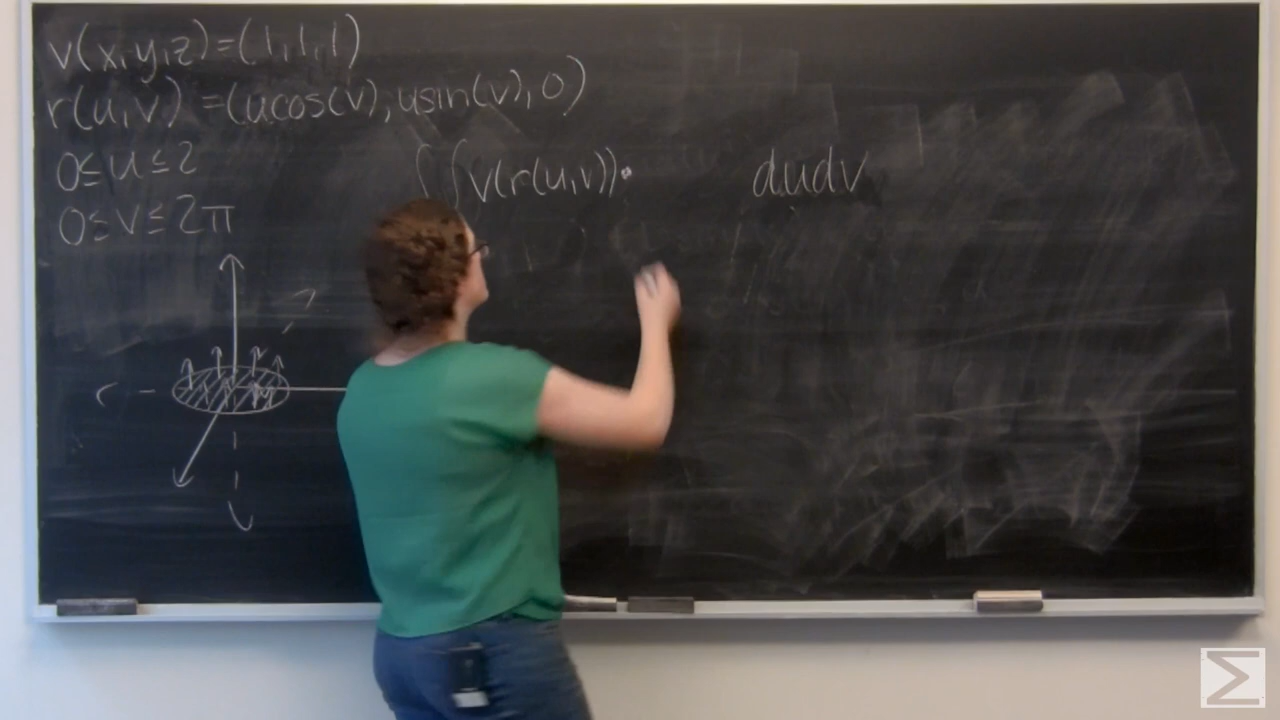 v(x,y,z)=(1,1,1)
r(u,v) =(ucos(v),usin(v),0)
0≤u≤2
0≤v≤2π
∫∫v(r(u,v))· dudv
Σ